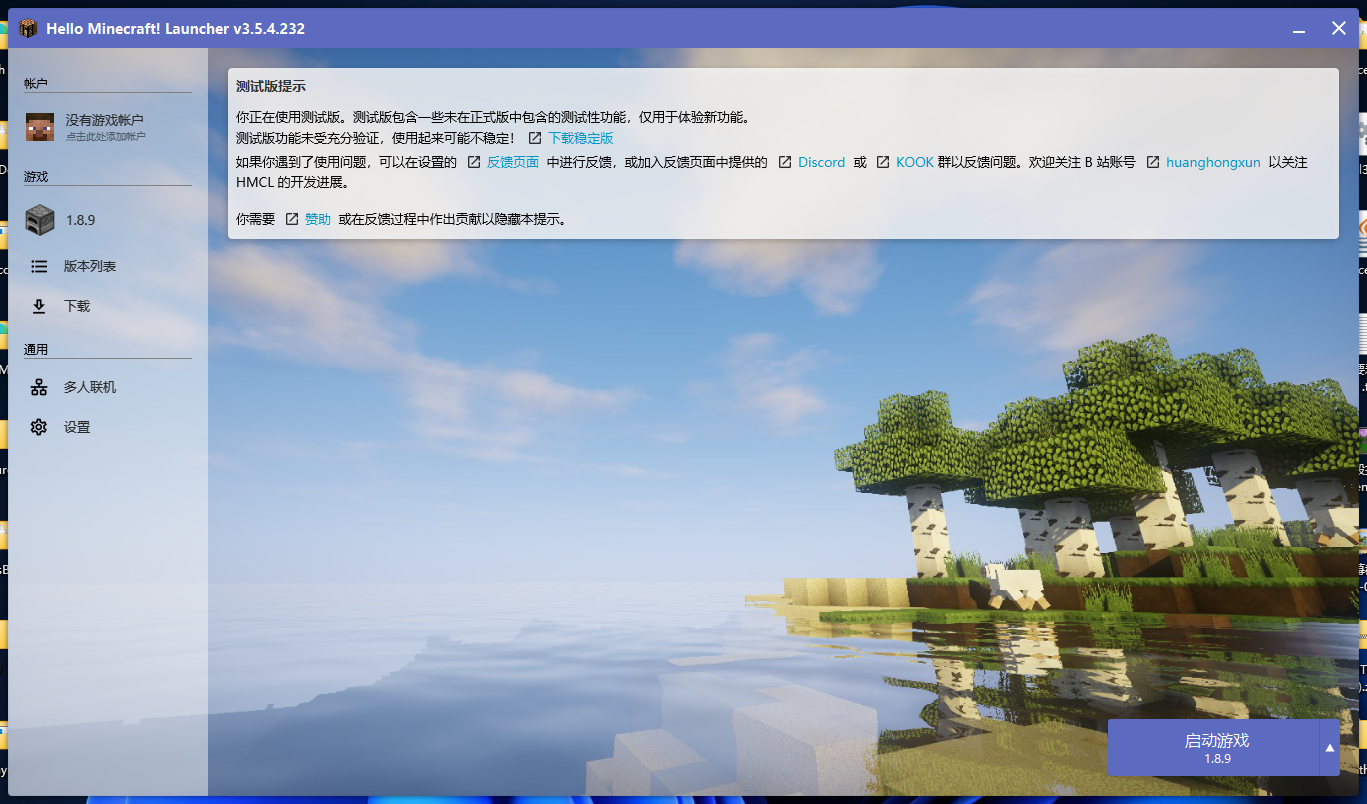 Hello Minecraft! Launcher v3.5.4.232
帐户
没有游戏帐户
点击此处添加帐户
游戏
1.8.9
版本列表
下载
通用
多人联机
设置
测试版提示
你正在使用测试版。测试版包含一些未在正式版中包含的测试性功能，仅用于体验新功能。
测试版功能未受充分验证，使用起来可能不稳定！ 下载稳定版
如果你遇到了使用问题，可以在设置的 反馈页面 中进行反馈，或加入反馈页面中提供的 Discord 或 KOOK 群以反馈问题。欢迎关注 B 站账号 huanghongxun 以关注
HMCL 的开发进展。
你需要 赞助 或在反馈过程中作出贡献以隐藏本提示。
启动游戏
1.8.9